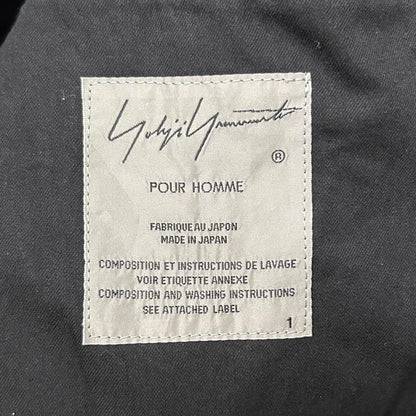 Yohji Yamamoto
®
POUR HOMME
FABRIQUE AU JAPON
MADE IN JAPAN
COMPOSITION ET INSTRUCTIONS DE LAVAGE
VOIR ETIQUETTE ANNEXE
COMPOSITION AND WASHING INSTRUCTIONS
SEE ATTACHED LABEL
1